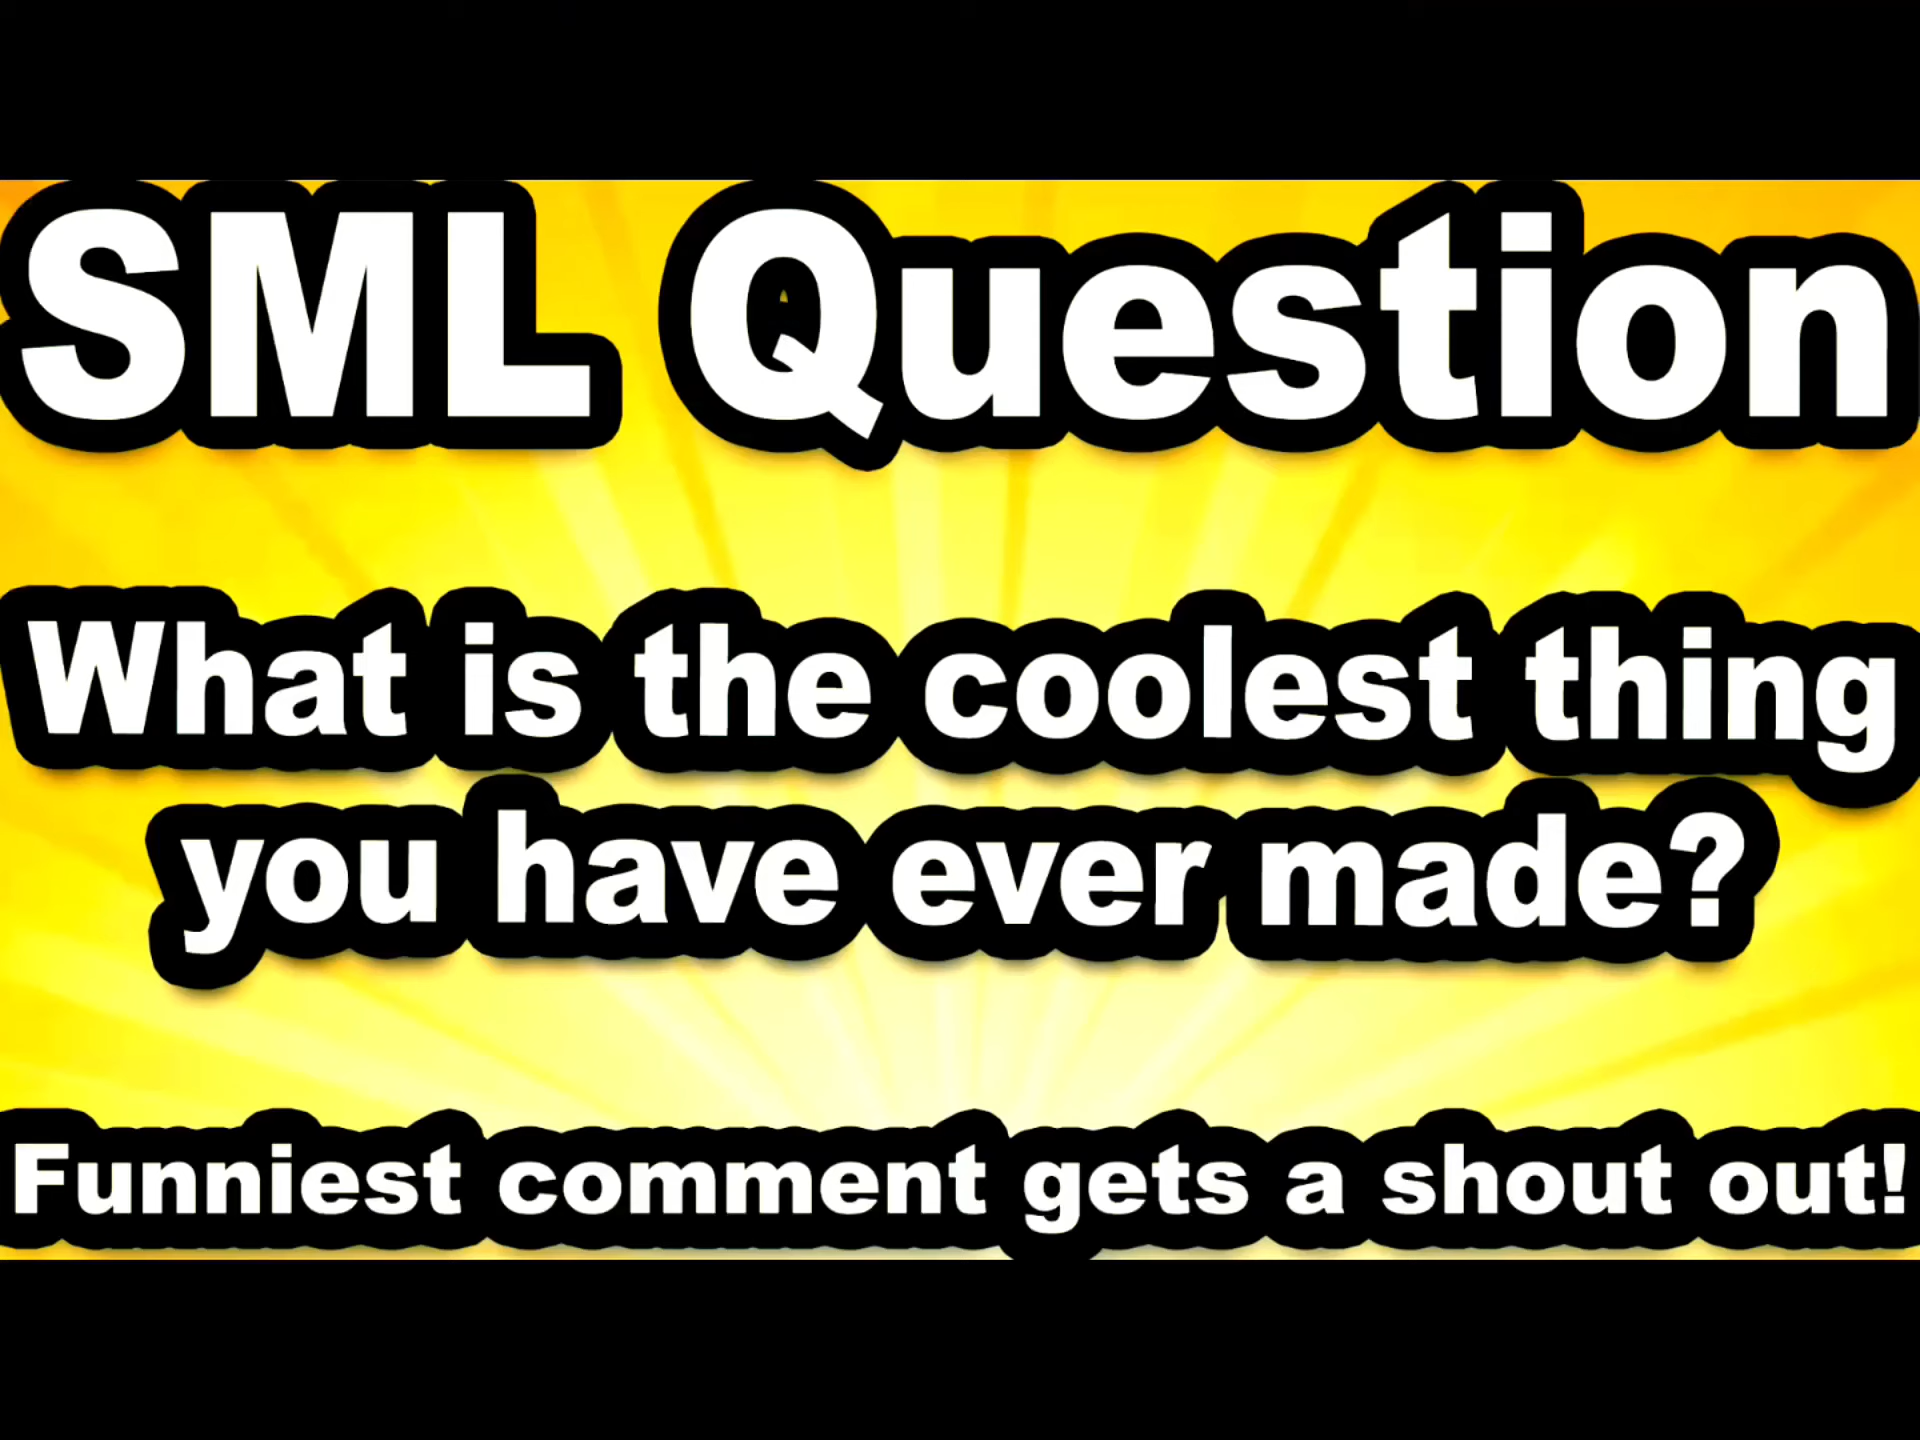 SML Question
What is the coolest thing
you have ever made?
Funniest comment gets a shout out!